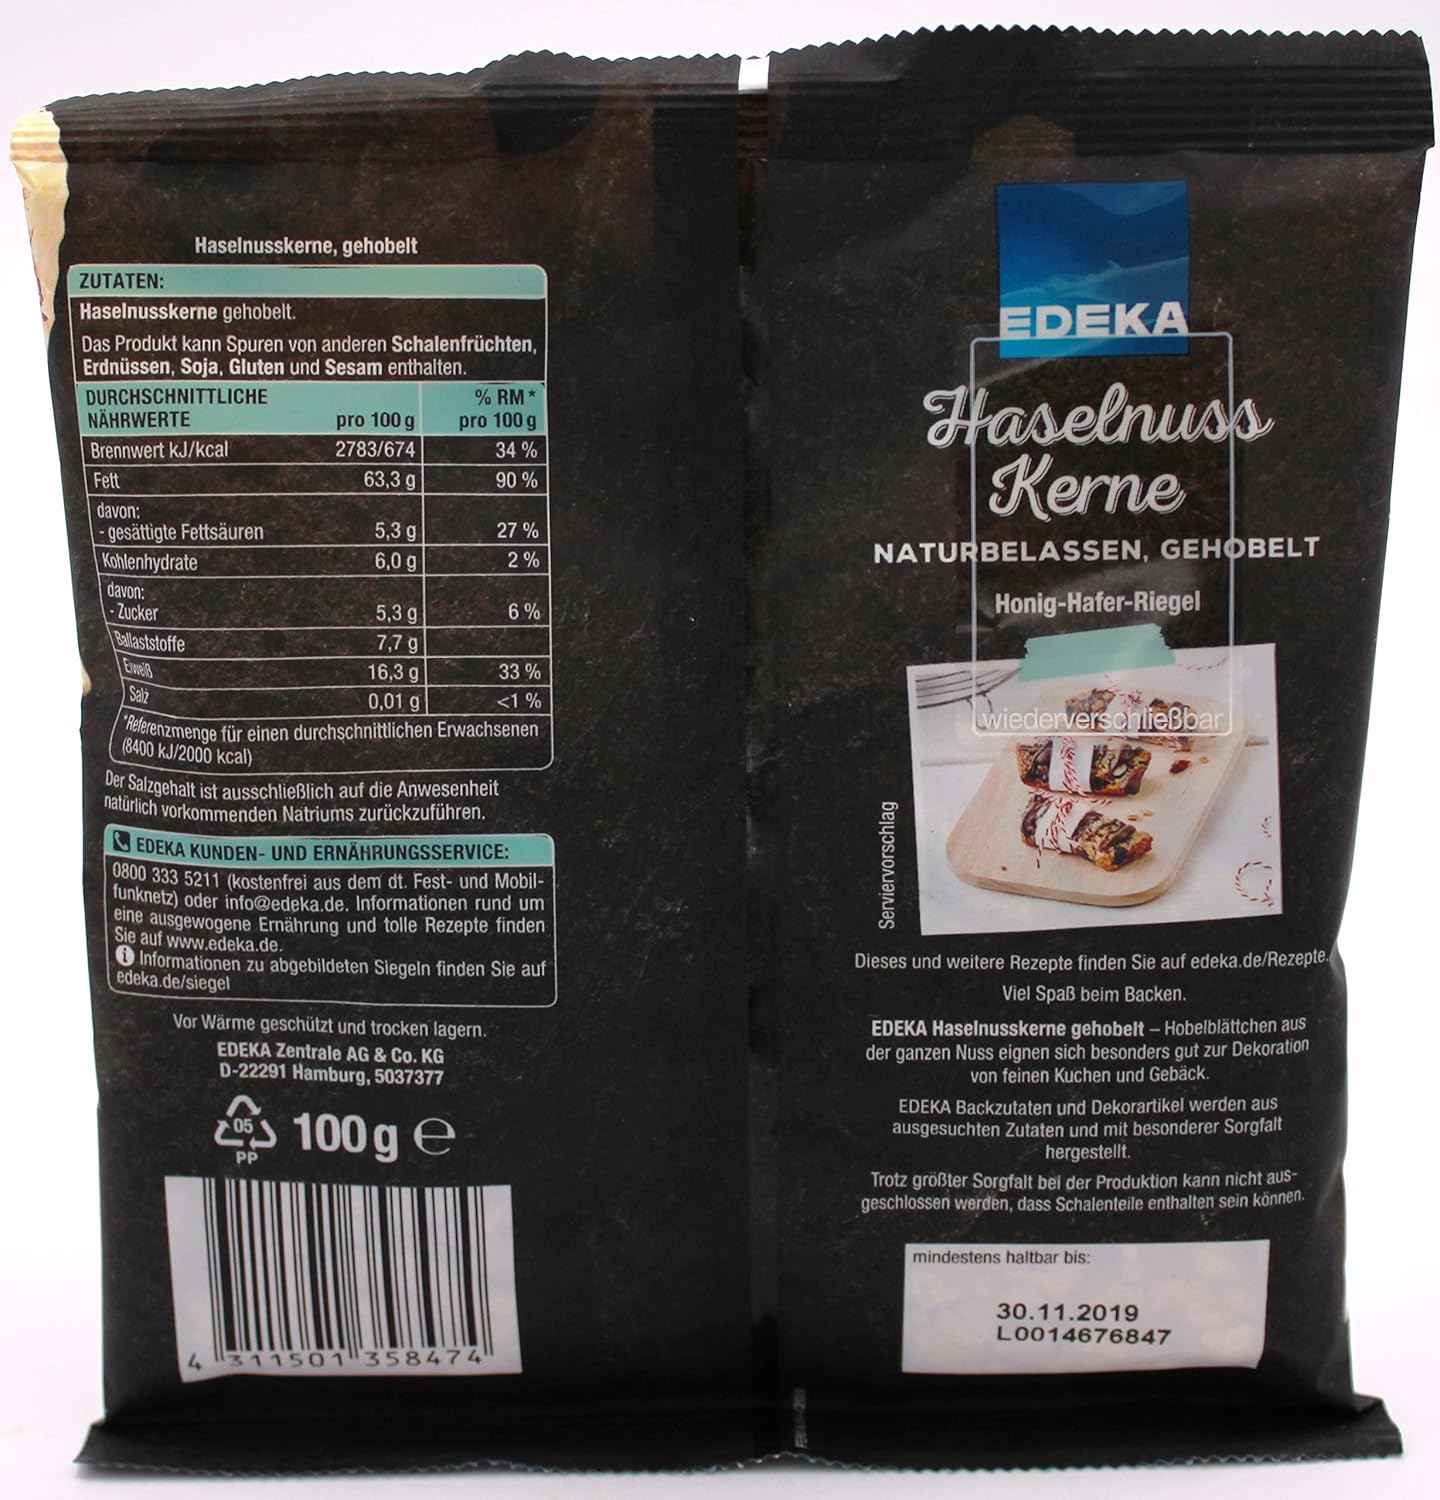 Haselnusskerne, gehobelt
ZUTATEN:
Haselnusskerne gehobelt.
Das Produkt kann Spuren von anderen Schalenfrüchten,
Erdnüssen, Soja, Gluten und Sesam enthalten.
DURCHSCHNITTLICHE % RM*
NÄHRWERTE pro 100 g pro 100 g
Brennwert kJ/kcal 2783/674 34 %
Fett 63,3 g 90 %
davon:
- gesättigte Fettsäuren 5,3 g 27 %
Kohlenhydrate 6,0 g 2 %
davon:
- Zucker 5,3 g 6 %
Ballaststoffe 7,7 g
Eiweiß 16,3 g 33 %
Salz 0,01 g <1 %
*Referenzmenge für einen durchschnittlichen Erwachsenen
(8400 kJ/2000 kcal)
Der Salzgehalt ist ausschließlich auf die Anwesenheit
natürlich vorkommenden Natriums zurückzuführen.
EDEKA KUNDEN- UND ERNÄHRUNGSSERVICE:
0800 333 5211 (kostenfrei aus dem dt. Fest- und Mobil-
funknetz) oder info@edeka.de. Informationen rund um
eine ausgewogene Ernährung und tolle Rezepte finden
Sie auf www.edeka.de.
i Informationen zu abgebildeten Siegeln finden Sie auf
edeka.de/siegel
Vor Wärme geschützt und trocken lagern.
EDEKA Zentrale AG & Co. KG
D-22291 Hamburg, 5037377
05
PP
100 g ℮
4 311501 358474
EDEKA
Haselnuss
Kerne
NATURBELASSEN, GEHOBELT
Honig-Hafer-Riegel
wiederverschließbar
Serviervorschlag
Dieses und weitere Rezepte finden Sie auf edeka.de/Rezepte.
Viel Spaß beim Backen.
EDEKA Haselnusskerne gehobelt – Hobelblättchen aus
der ganzen Nuss eignen sich besonders gut zur Dekoration
von feinen Kuchen und Gebäck.
EDEKA Backzutaten und Dekorartikel werden aus
ausgesuchten Zutaten und mit besonderer Sorgfalt
hergestellt.
Trotz größter Sorgfalt bei der Produktion kann nicht aus-
geschlossen werden, dass Schalenteile enthalten sein können.
mindestens haltbar bis:
30.11.2019
L0014676847